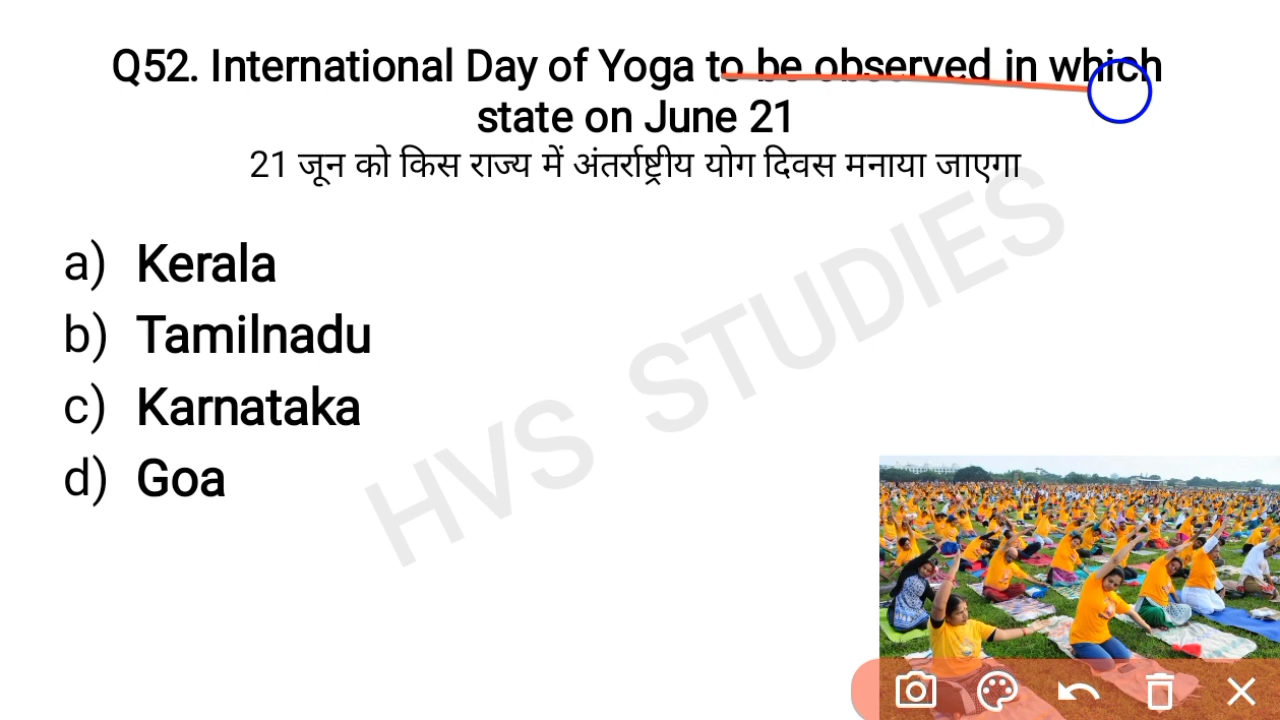 Q52. International Day of Yoga to be observed in which
state on June 21
21 जून को किस राज्य में अंतर्राष्ट्रीय योग दिवस मनाया जाएगा
a) Kerala
b) Tamilnadu
c) Karnataka
d) Goa
HVS STUDIES